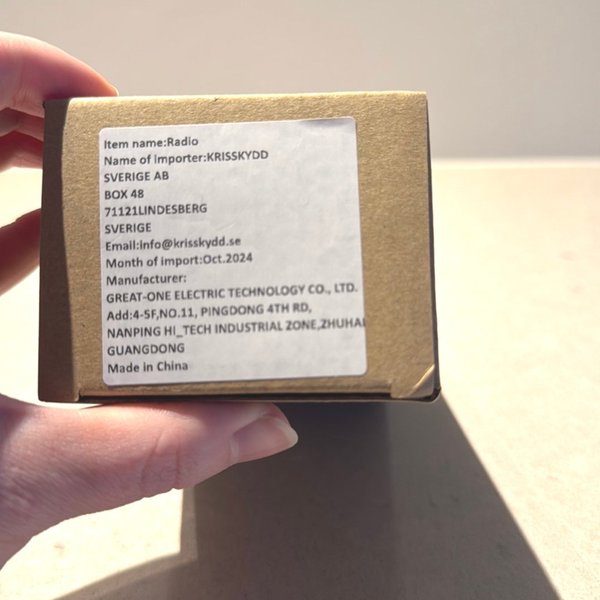 Item name:Radio
Name of importer:KRISSKYDD
SVERIGE AB
BOX 48
71121LINDESBERG
SVERIGE
Email:info@krisskydd.se
Month of import:Oct.2024
Manufacturer:
GREAT-ONE ELECTRIC TECHNOLOGY CO., LTD.
Add:4-5F,NO.11, PINGDONG 4TH RD,
NANPING HI_TECH INDUSTRIAL ZONE,ZHUHAI
GUANGDONG
Made in China